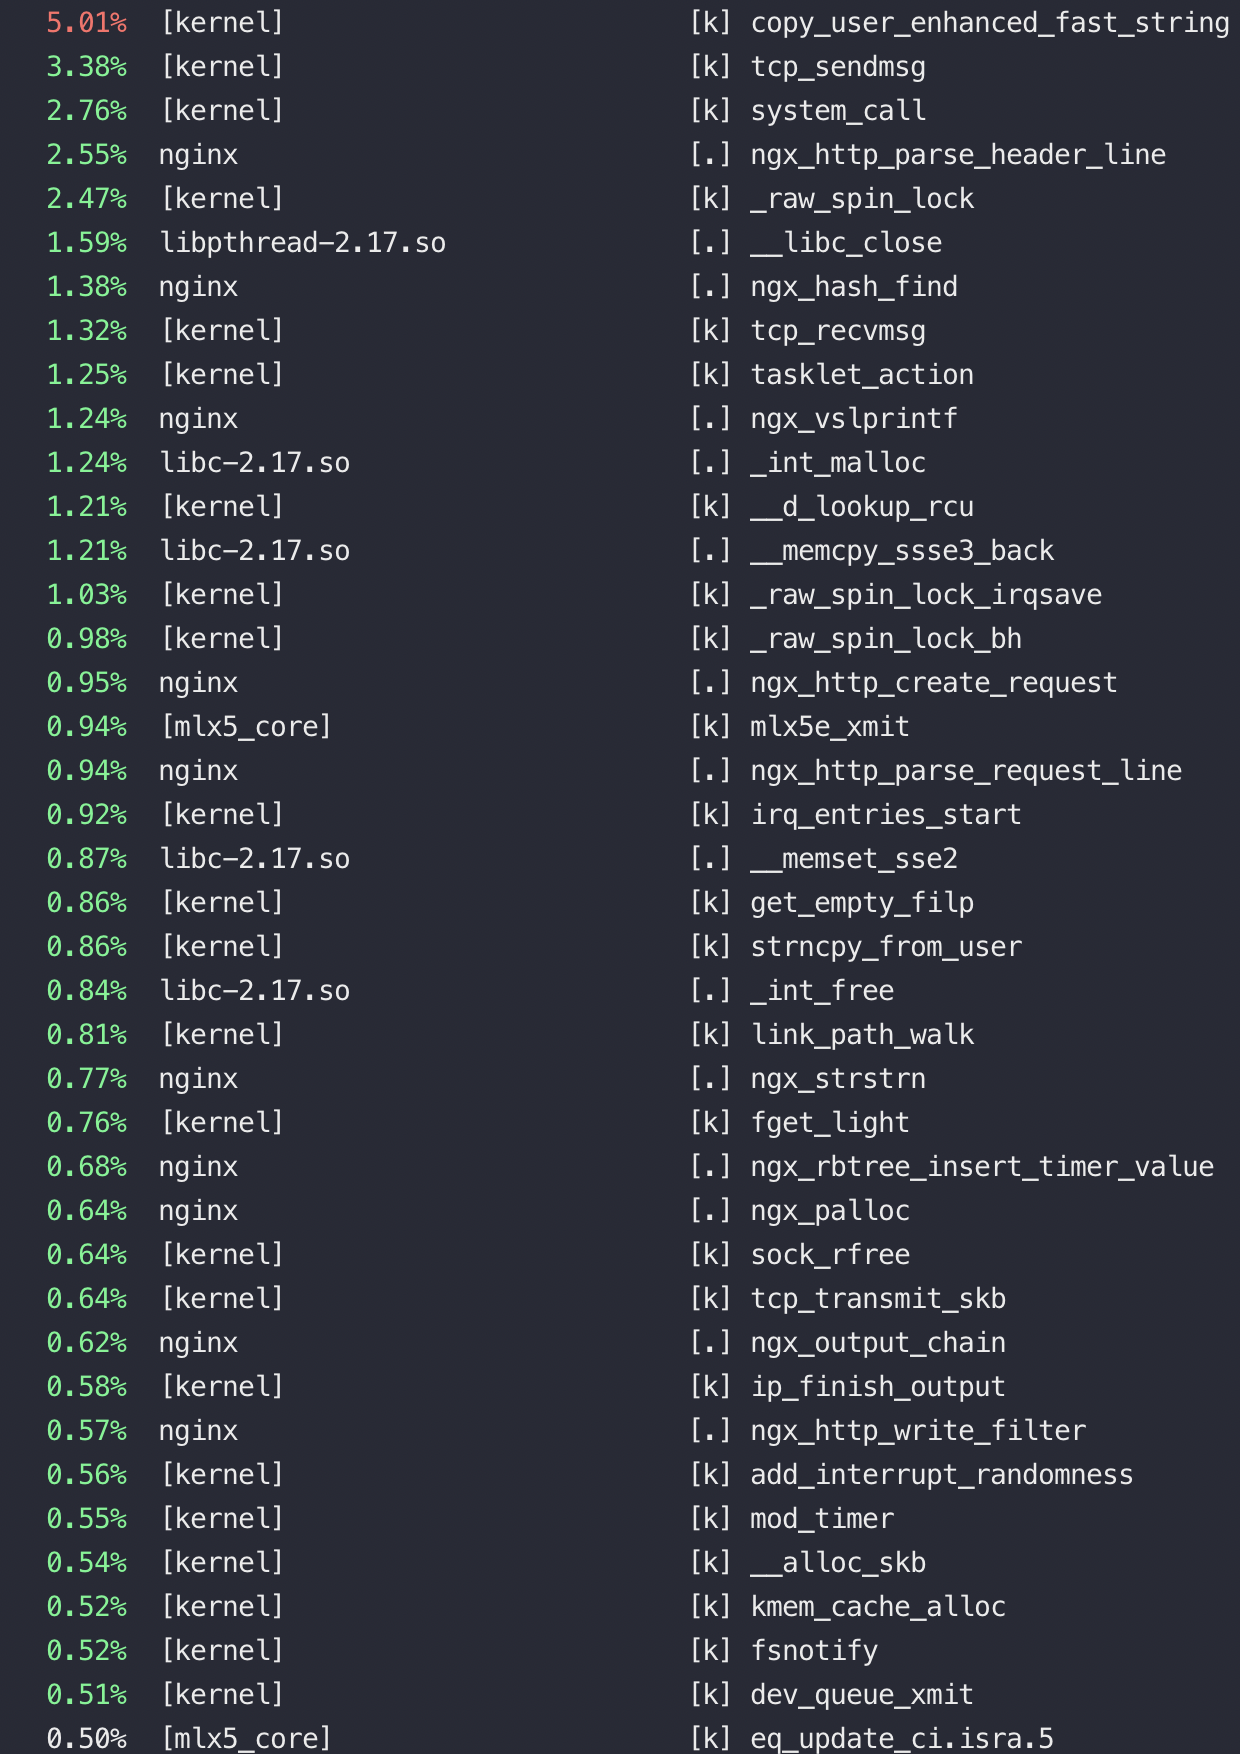 5.01% [kernel] [k] copy_user_enhanced_fast_string
3.38% [kernel] [k] tcp_sendmsg
2.76% [kernel] [k] system_call
2.55% nginx [.] ngx_http_parse_header_line
2.47% [kernel] [k] _raw_spin_lock
1.59% libpthread-2.17.so [.] __libc_close
1.38% nginx [.] ngx_hash_find
1.32% [kernel] [k] tcp_recvmsg
1.25% [kernel] [k] tasklet_action
1.24% nginx [.] ngx_vslprintf
1.24% libc-2.17.so [.] _int_malloc
1.21% [kernel] [k] __d_lookup_rcu
1.21% libc-2.17.so [.] __memcpy_ssse3_back
1.03% [kernel] [k] _raw_spin_lock_irqsave
0.98% [kernel] [k] _raw_spin_lock_bh
0.95% nginx [.] ngx_http_create_request
0.94% [mlx5_core] [k] mlx5e_xmit
0.94% nginx [.] ngx_http_parse_request_line
0.92% [kernel] [k] irq_entries_start
0.87% libc-2.17.so [.] __memset_sse2
0.86% [kernel] [k] get_empty_filp
0.86% [kernel] [k] strncpy_from_user
0.84% libc-2.17.so [.] _int_free
0.81% [kernel] [k] link_path_walk
0.77% nginx [.] ngx_strstrn
0.76% [kernel] [k] fget_light
0.68% nginx [.] ngx_rbtree_insert_timer_value
0.64% nginx [.] ngx_palloc
0.64% [kernel] [k] sock_rfree
0.64% [kernel] [k] tcp_transmit_skb
0.62% nginx [.] ngx_output_chain
0.58% [kernel] [k] ip_finish_output
0.57% nginx [.] ngx_http_write_filter
0.56% [kernel] [k] add_interrupt_randomness
0.55% [kernel] [k] mod_timer
0.54% [kernel] [k] __alloc_skb
0.52% [kernel] [k] kmem_cache_alloc
0.52% [kernel] [k] fsnotify
0.51% [kernel] [k] dev_queue_xmit
0.50% [mlx5_core] [k] eq_update_ci.isra.5